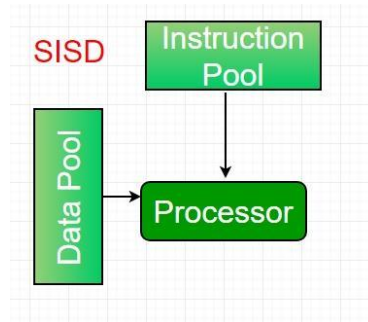 SISD
Instruction
Pool
Data Pool
Processor